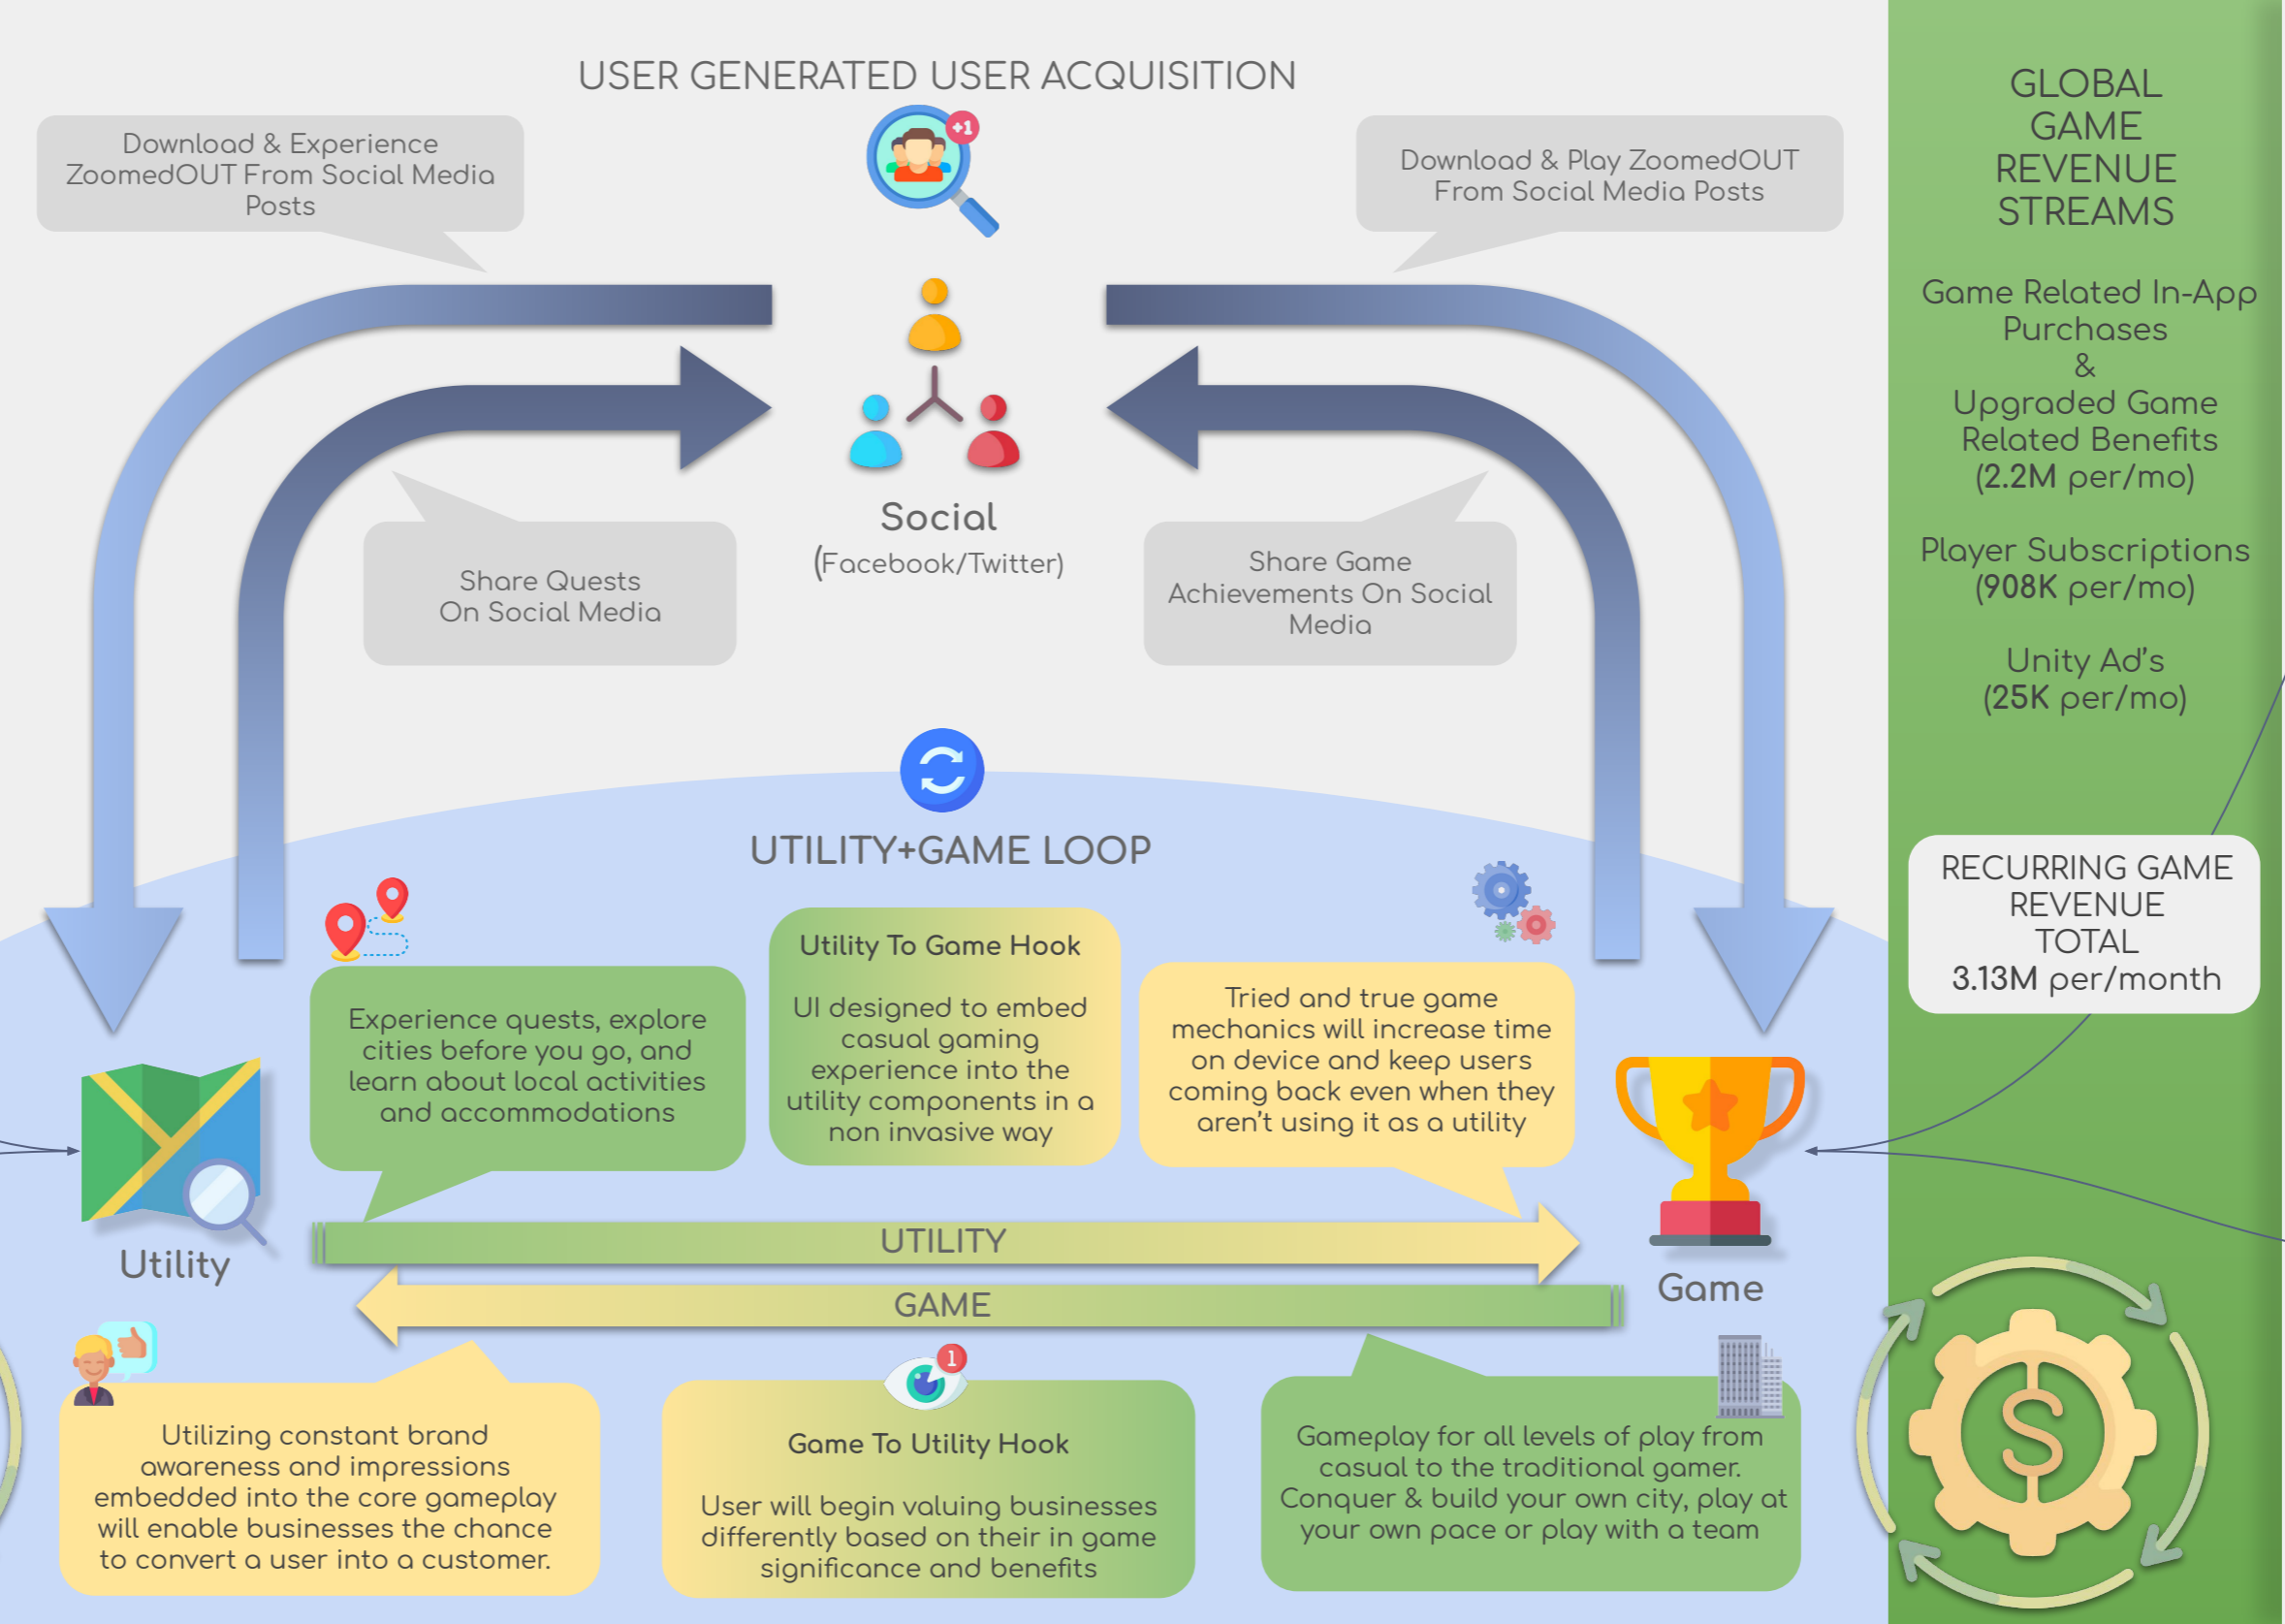 USER GENERATED USER ACQUISITION
Download & Experience
ZoomedOUT From Social Media
Posts
+1
Download & Play ZoomedOUT
From Social Media Posts
Social
(Facebook/Twitter)
Share Quests
On Social Media
Share Game
Achievements On Social
Media
UTILITY+GAME LOOP
Experience quests, explore
cities before you go, and
learn about local activities
and accommodations
Utility To Game Hook
UI designed to embed
casual gaming
experience into the
utility components in a
non invasive way
Tried and true game
mechanics will increase time
on device and keep users
coming back even when they
aren't using it as a utility
Utility
UTILITY
GAME
Game
Utilizing constant brand
awareness and impressions
embedded into the core gameplay
will enable businesses the chance
to convert a user into a customer.
1
Game To Utility Hook
User will begin valuing businesses
differently based on their in game
significance and benefits
Gameplay for all levels of play from
casual to the traditional gamer.
Conquer & build your own city, play at
your own pace or play with a team
GLOBAL
GAME
REVENUE
STREAMS
Game Related In-App
Purchases
&
Upgraded Game
Related Benefits
(2.2M per/mo)
Player Subscriptions
(908K per/mo)
Unity Ad's
(25K per/mo)
RECURRING GAME
REVENUE
TOTAL
3.13M per/month
$